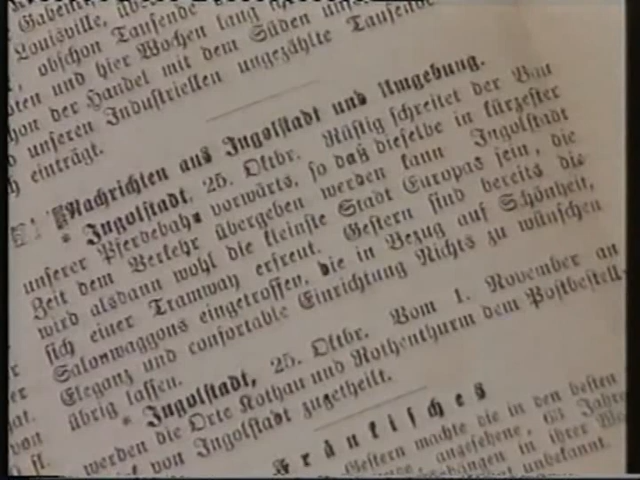 Louisville, üb
obschon Tausende
ten und hier Wochen lang
hon der Handel mit dem Süden und
unseren Industriellen ungezählte Tausende
einträgt.
Nachrichten aus Ingolstadt und Umgebung.
* Ingolstadt, 25. Oktbr. Rüstig schreitet der Bau
unserer Pferdebahn vorwärts, so daß dieselbe in kürzester
Zeit dem Verkehr übergeben werden kann Ingolstadt
wird alsdann wohl die kleinste Stadt Europas sein, die
sich einer Tramway erfreut. Gestern sind bereits die
Salonwaggons eingetroffen, die in Bezug auf Schönheit,
Eleganz und confortable Einrichtung Nichts zu wünschen
übrig lassen.
* Ingolstadt, 25. Oktbr. Vom 1. November an
werden die Orte Kothau und Rothenthurm dem Postbestell-
von Ingolstadt zugetheilt.
Fränkisches
Gestern machte die in den besten
angesehene, 63 Jahre
in ihrer
unbekannt.